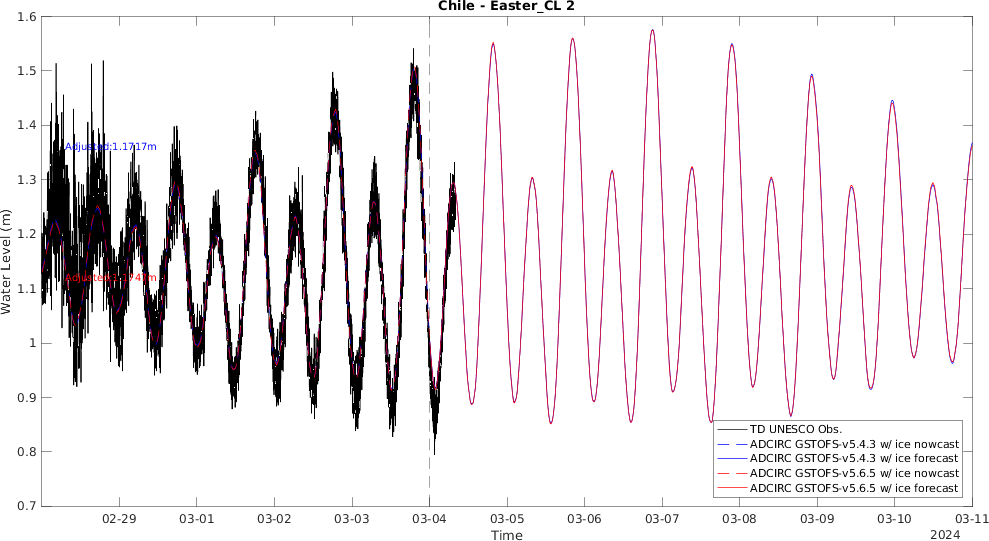 Chile - Easter_CL 2
1.6
1.5
1.4
1.3
1.2
1.1
1
0.9
0.8
0.7
Water Level (m)
Adjusted:1.1717m
Adjusted:1.1747m
TD UNESCO Obs.
ADCIRC GSTOFS-v5.4.3 w/ ice nowcast
ADCIRC GSTOFS-v5.4.3 w/ ice forecast
ADCIRC GSTOFS-v5.6.5 w/ ice nowcast
ADCIRC GSTOFS-v5.6.5 w/ ice forecast
02-29 03-01 03-02 03-03 03-04 03-05 03-06 03-07 03-08 03-09 03-10 03-11
Time
2024